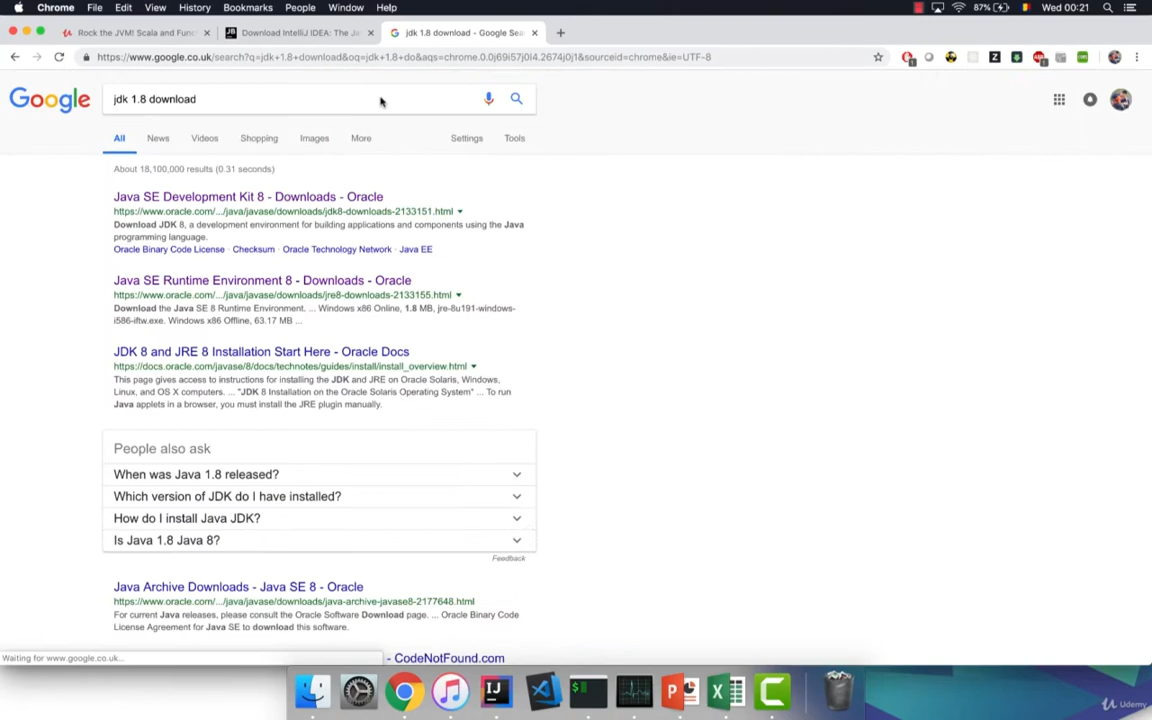 Chrome File Edit View History Bookmarks People Window Help 87% Wed 00:21
Rock the JVM! Scala and Func Download IntelliJ IDEA: The Ja jdk 1.8 download - Google Sea
https://www.google.co.uk/search?q=jdk+1.8+download&oq=jdk+1.8+do&aqs=chrome.0.0j69i57j0l4.2674j0j1&sourceid=chrome&ie=UTF-8
Google jdk 1.8 download
All News Videos Shopping Images More Settings Tools
About 18,100,000 results (0.31 seconds)
Java SE Development Kit 8 - Downloads - Oracle
https://www.oracle.com/.../java/javase/downloads/jdk8-downloads-2133151.html
Download JDK 8, a development environment for building applications and components using the Java
programming language.
Oracle Binary Code License · Checksum · Oracle Technology Network · Java EE
Java SE Runtime Environment 8 - Downloads - Oracle
https://www.oracle.com/.../java/javase/downloads/jre8-downloads-2133155.html
Download the Java SE 8 Runtime Environment. ... Windows x86 Online, 1.8 MB, jre-8u191-windows-
i586-iftw.exe. Windows x86 Offline, 63.17 MB ...
JDK 8 and JRE 8 Installation Start Here - Oracle Docs
https://docs.oracle.com/javase/8/docs/technotes/guides/install/install_overview.html
This page gives access to instructions for installing the JDK and JRE on Oracle Solaris, Windows,
Linux, and OS X computers. ... "JDK 8 Installation on the Oracle Solaris Operating System" ... To run
Java applets in a browser, you must install the JRE plugin manually.
People also ask
When was Java 1.8 released?
Which version of JDK do I have installed?
How do I install Java JDK?
Is Java 1.8 Java 8?
Feedback
Java Archive Downloads - Java SE 8 - Oracle
https://www.oracle.com/.../java/javase/downloads/java-archive-javase8-2177648.html
For current Java releases, please consult the Oracle Software Download page. ... Oracle Binary Code
License Agreement for Java SE to download this software.
Waiting for www.google.co.uk... - CodeNotFound.com
Udemy